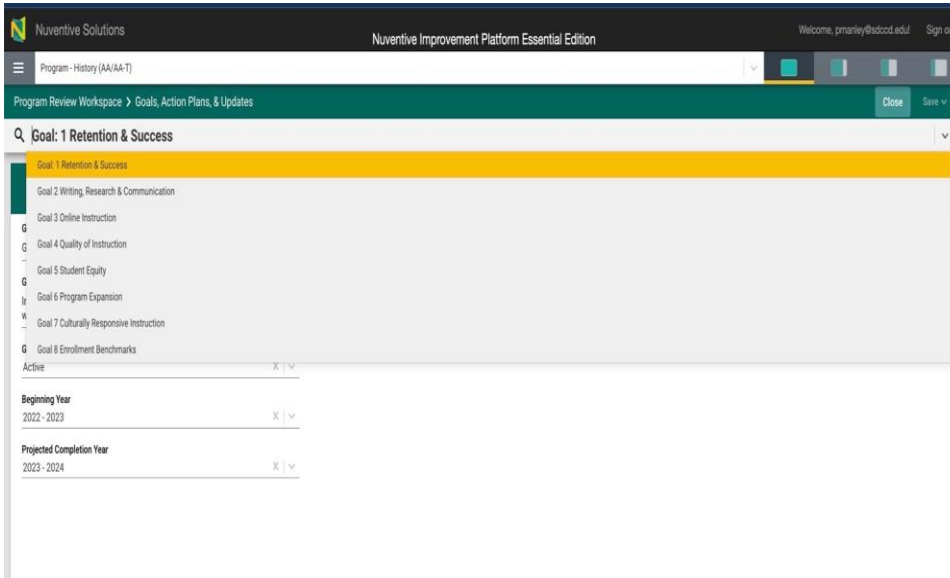 Nuventive Solutions
Nuventive Improvement Platform Essential Edition
Welcome, pmanley@sdccd.edu! Sign o
Program - History (AA/AA-T)
Program Review Workspace > Goals, Action Plans, & Updates
Close Save
Goal: 1 Retention & Success
Goal: 1 Retention & Success
Goal 2 Writing, Research & Communication
Goal 3 Online Instruction
Goal 4 Quality of Instruction
Goal 5 Student Equity
Goal 6 Program Expansion
Goal 7 Culturally Responsive Instruction
Goal 8 Enrollment Benchmarks
Active X
Beginning Year
2022 - 2023 X
Projected Completion Year
2023 - 2024 X